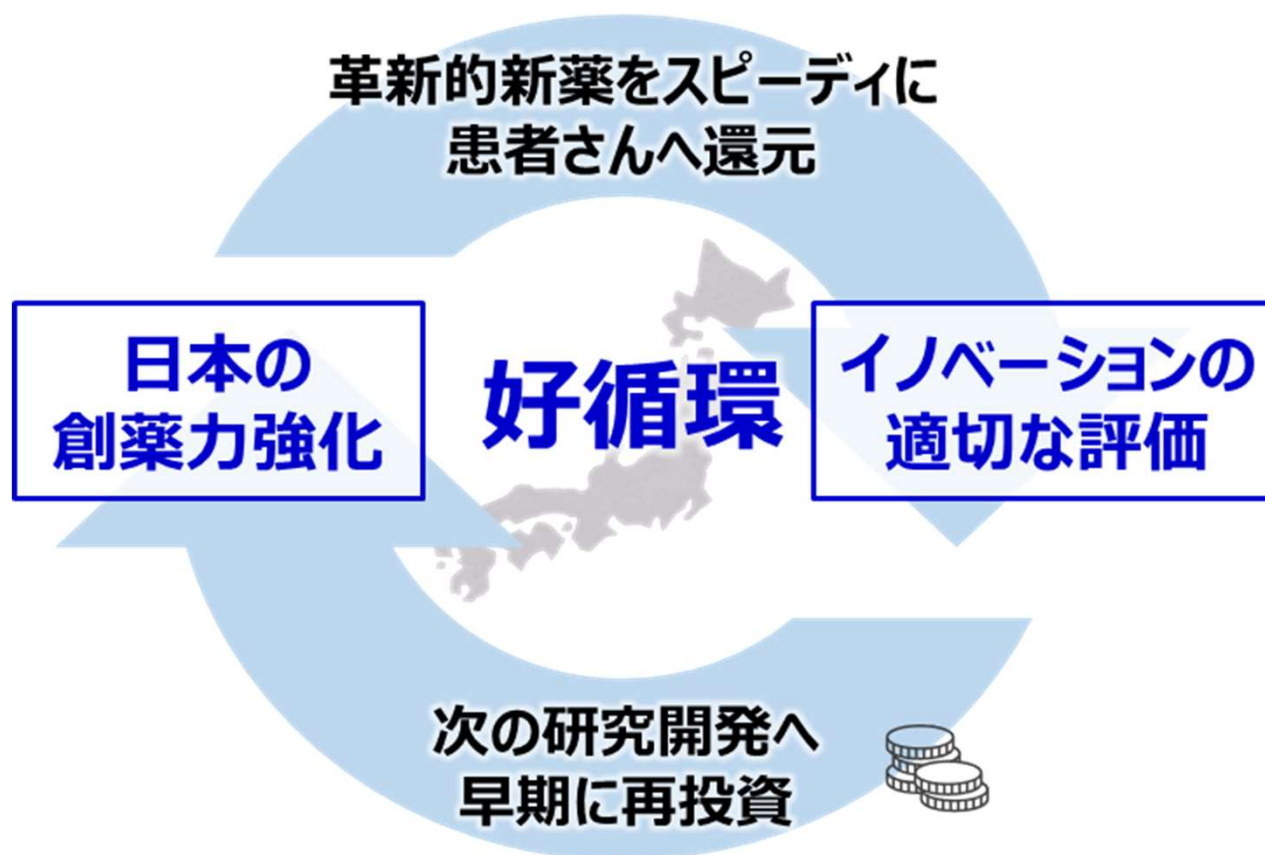 革新的新薬をスピーディに
患者さんへ還元
日本の
創薬力強化
好循環
イノベーションの
適切な評価
次の研究開発へ
早期に再投資